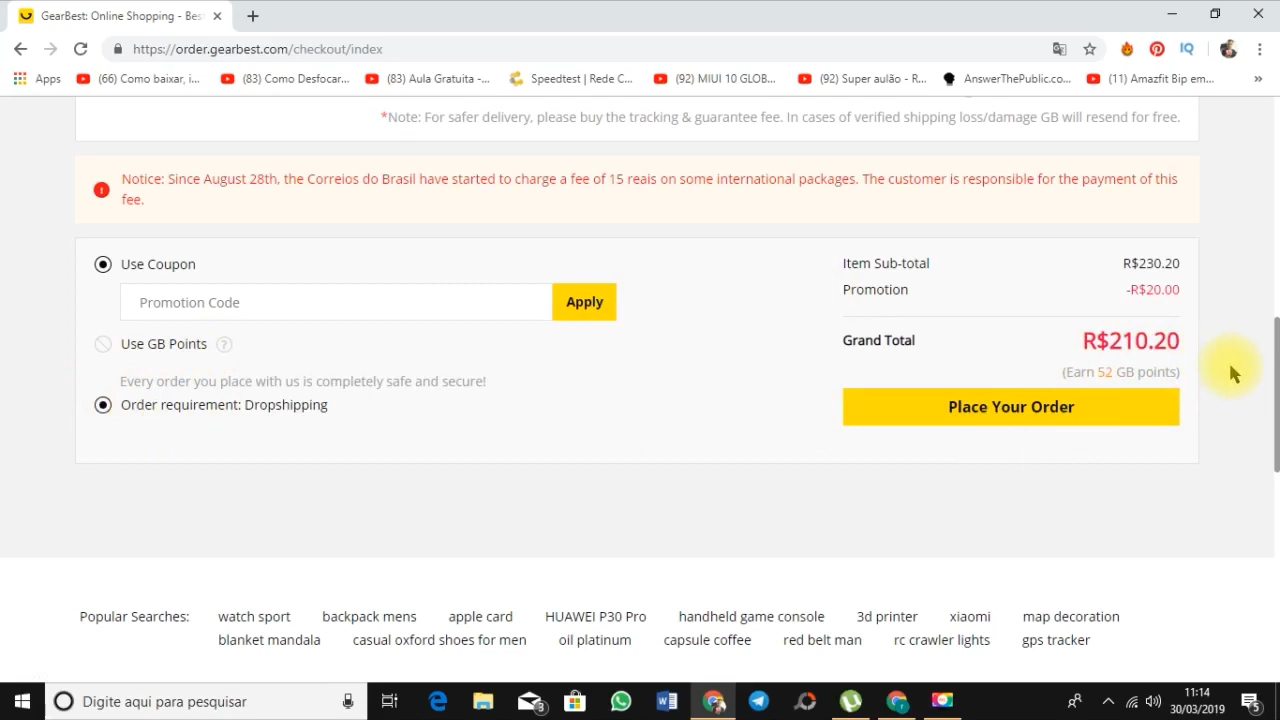 GearBest: Online Shopping - Bes
https://order.gearbest.com/checkout/index
Apps (66) Como baixar, i... (83) Como Desfocar... (83) Aula Gratuita -... Speedtest | Rede C... (92) MIUI 10 GLOB... (92) Super aulão - R... AnswerThePublic.co... (11) Amazfit Bip em... »
*Note: For safer delivery, please buy the tracking & guarantee fee. In cases of verified shipping loss/damage GB will resend for free.
Notice: Since August 28th, the Correios do Brasil have started to charge a fee of 15 reais on some international packages. The customer is responsible for the payment of this
fee.
Use Coupon
Promotion Code Apply
Use GB Points ?
Every order you place with us is completely safe and secure!
Order requirement: Dropshipping
Item Sub-total R$230.20
Promotion -R$20.00
Grand Total R$210.20
(Earn 52 GB points)
Place Your Order
Popular Searches: watch sport backpack mens apple card HUAWEI P30 Pro handheld game console 3d printer xiaomi map decoration
blanket mandala casual oxford shoes for men oil platinum capsule coffee red belt man rc crawler lights gps tracker
Digite aqui para pesquisar
11:14
30/03/2019